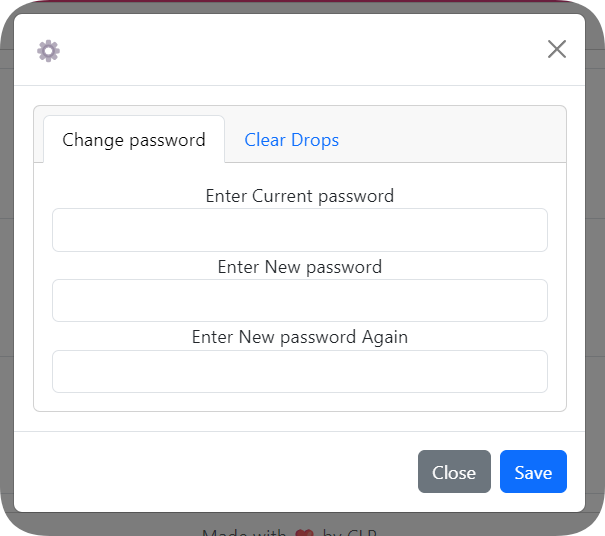 Change password
Clear Drops
Enter Current password
Enter New password
Enter New password Again
Close
Save
Made with ❤️ by CLP